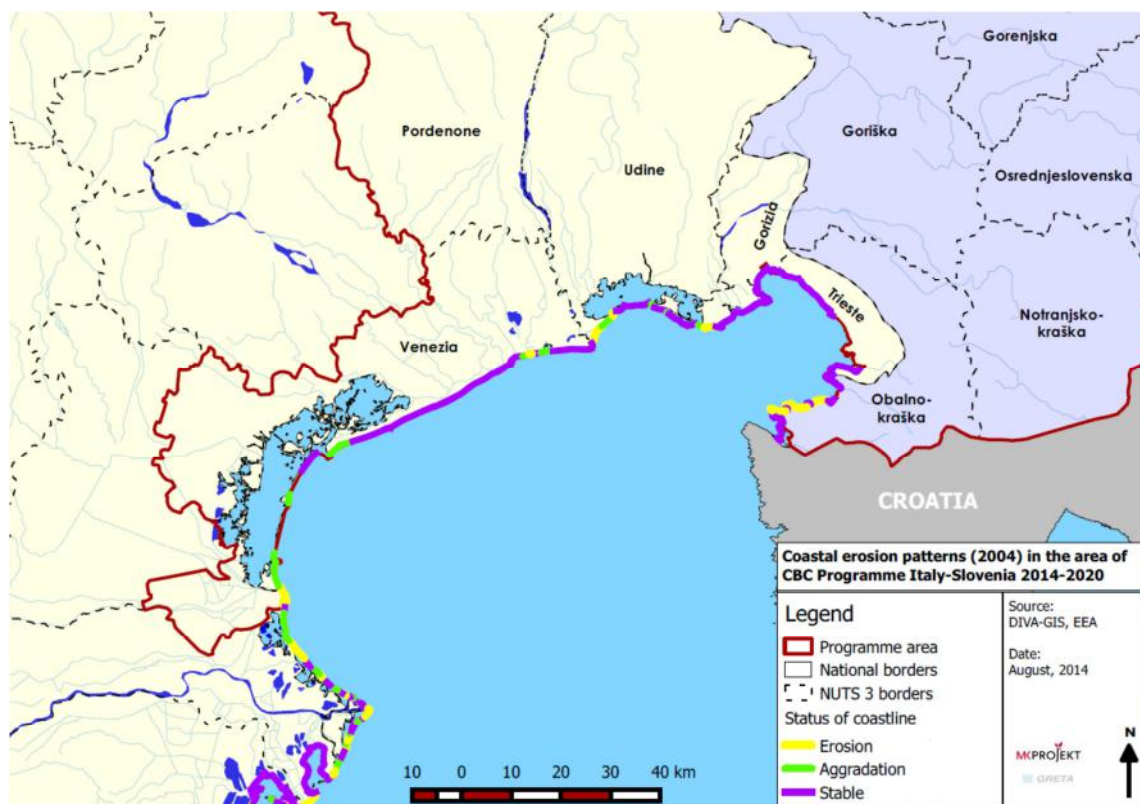 Gorenjska
Pordenone
Goriška
Udine
Osrednjeslovenska
Gorizia
Trieste
Notranjsko-
kraška
Venezia
Obalno-
kraška
CROATIA
Coastal erosion patterns (2004) in the area of
CBC Programme Italy-Slovenia 2014-2020
Legend
Programme area
National borders
NUTS 3 borders
Status of coastline
Erosion
Aggradation
Stable
Source:
DIVA-GIS, EEA
Date:
August, 2014
N
MKPROJEKT
GRETA
10 0 10 20 30 40 km